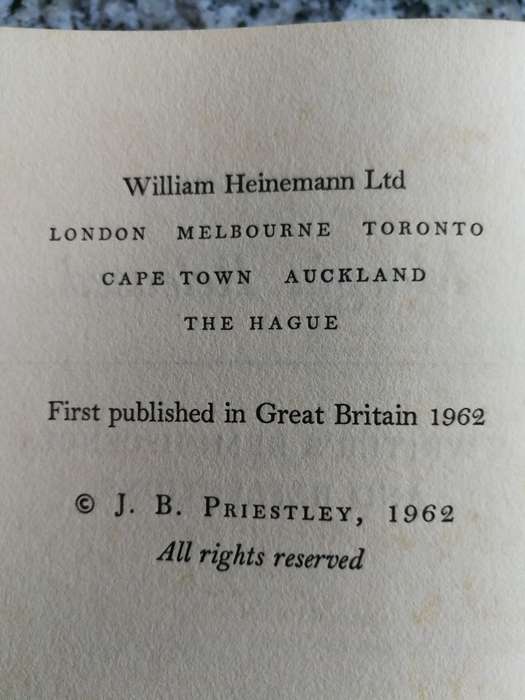 William Heinemann Ltd
LONDON MELBOURNE TORONTO
CAPE TOWN AUCKLAND
THE HAGUE
First published in Great Britain 1962
© J. B. PRIESTLEY, 1962
All rights reserved